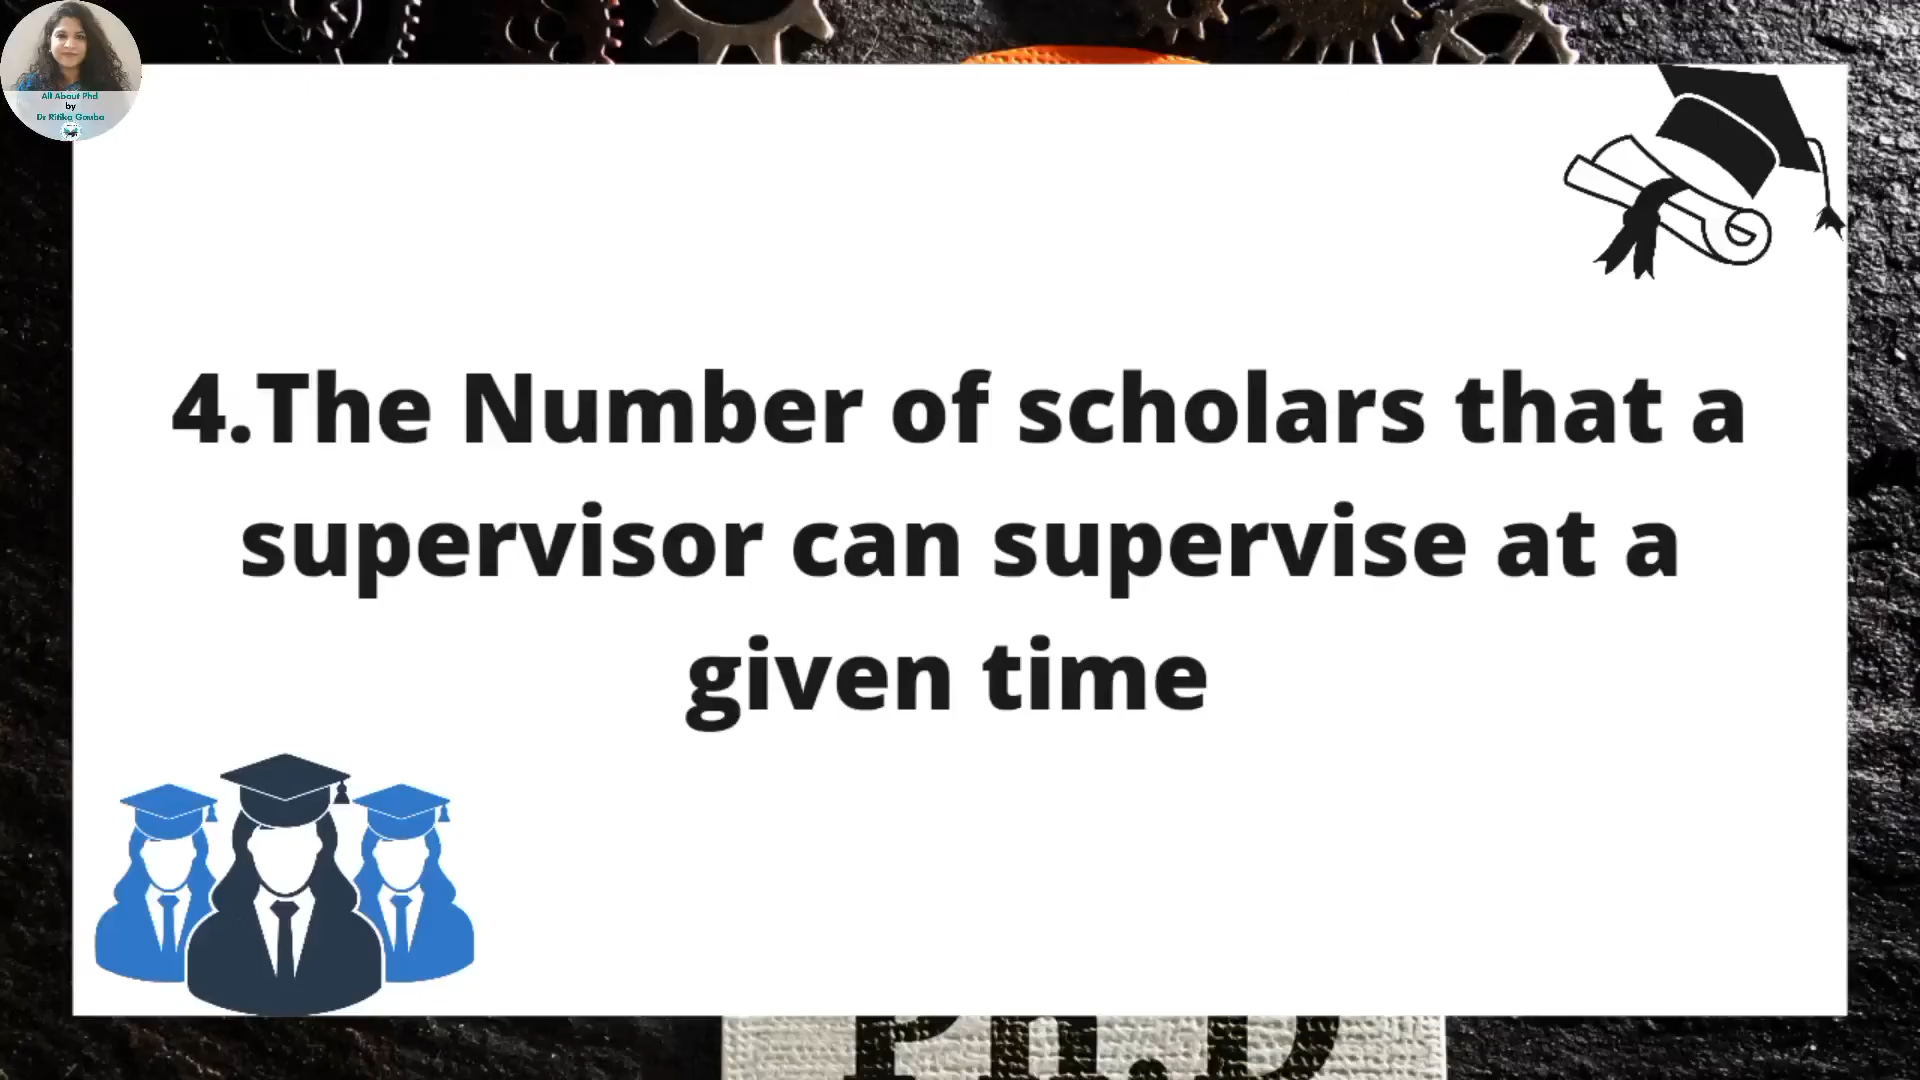 All About Phd
by
Dr Ritika Gauba
4.The Number of scholars that a
supervisor can supervise at a
given time
Ph.D